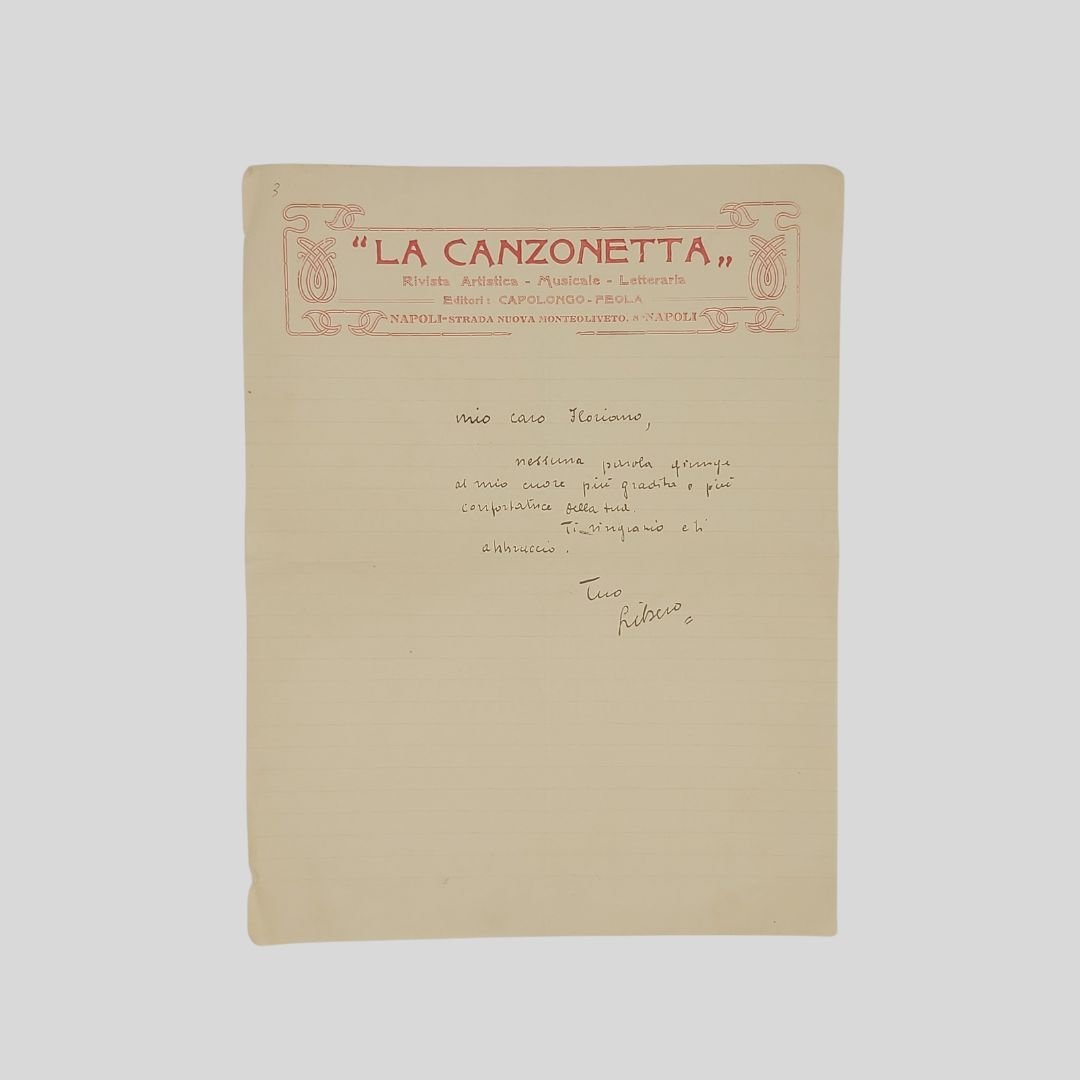 3
“LA CANZONETTA„
Rivista Artistica - Musicale - Letteraria
Editori: CAPOLONGO-FEOLA
NAPOLI-STRADA NUOVA MONTEOLIVETO. 8-NAPOLI
mio caro Floriano,
nessuna parola giunge
al mio cuore più gradita e più
confortatrice della tua.
Ti ringrazio e ti
abbraccio.
Tuo
Libero =